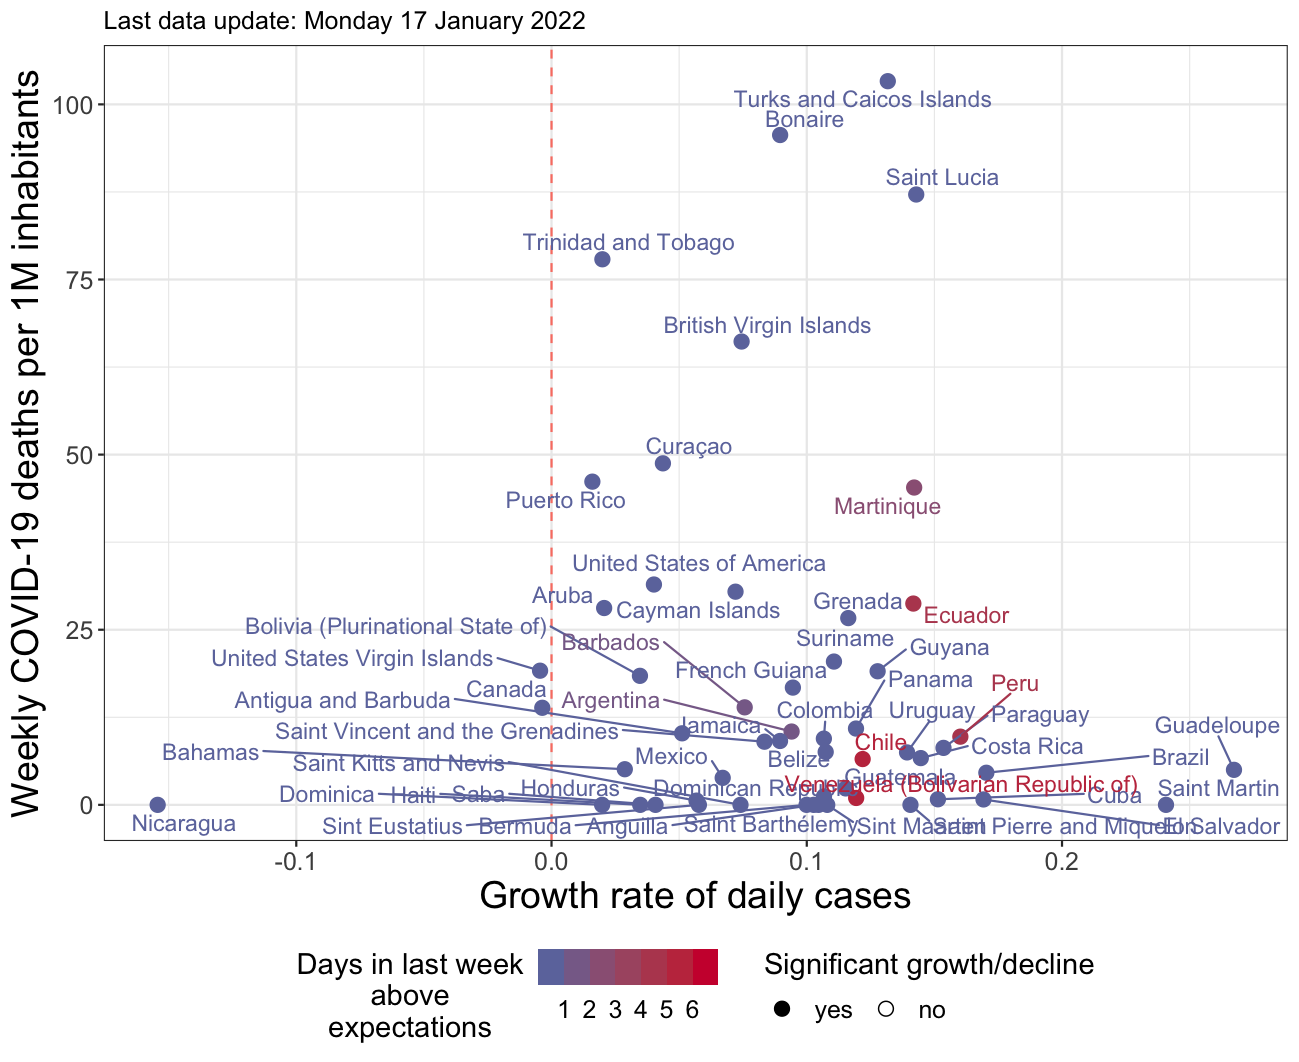 Last data update: Monday 17 January 2022
Weekly COVID-19 deaths per 1M inhabitants
100
75
50
25
0
Turks and Caicos Islands
Bonaire
Saint Lucia
Trinidad and Tobago
British Virgin Islands
Curaçao
Puerto Rico
Martinique
United States of America
Aruba
Cayman Islands
Grenada
Ecuador
Bolivia (Plurinational State of)
Barbados
Suriname
Guyana
United States Virgin Islands
French Guiana
Panama
Canada
Peru
Antigua and Barbuda
Argentina
Colombia
Uruguay
Paraguay
Saint Vincent and the Grenadines
Jamaica
Guadeloupe
Bahamas
Chile
Costa Rica
Saint Kitts and Nevis
Mexico
Belize
Brazil
Guatemala
Honduras
Dominican Republic
Venezuela (Bolivarian Republic of)
Saint Martin
Dominica
Haiti
Saba
Cuba
Nicaragua
Sint Eustatius
Bermuda
Anguilla
Saint Barthélemy
Sint Maarten
Saint Pierre and Miquelon
El Salvador
-0.1
0.0
0.1
0.2
Growth rate of daily cases
Days in last week
above
expectations
1 2 3 4 5 6
Significant growth/decline
yes
no